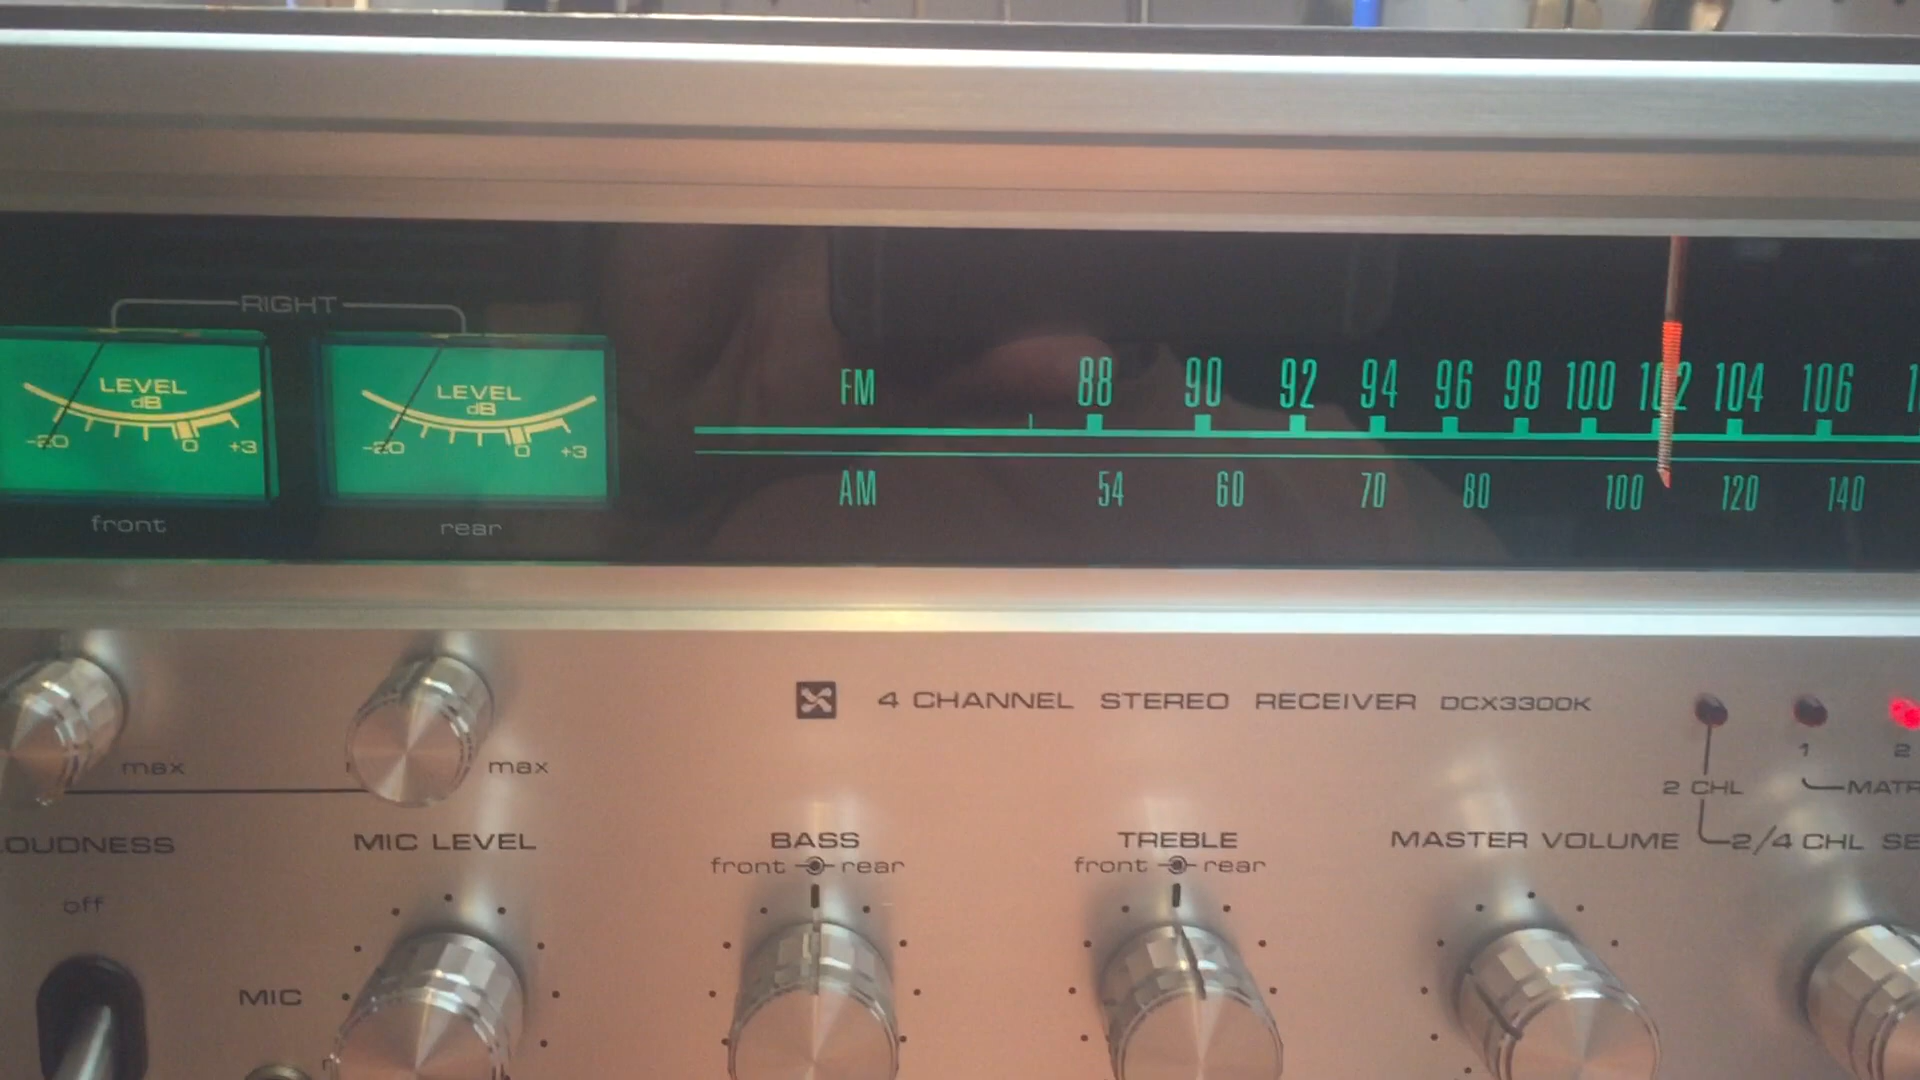 RIGHT
LEVEL
dB
-20 0 +3
front
LEVEL
dB
-20 0 +3
rear
FM 88 90 92 94 96 98 100 102 104 106
AM 54 60 70 80 100 120 140
4 CHANNEL STEREO RECEIVER DCX3300K
1 2
max
max
2 CHL
MATR
LOUDNESS
MIC LEVEL
BASS
front rear
TREBLE
front rear
MASTER VOLUME
2/4 CHL SE
off
MIC